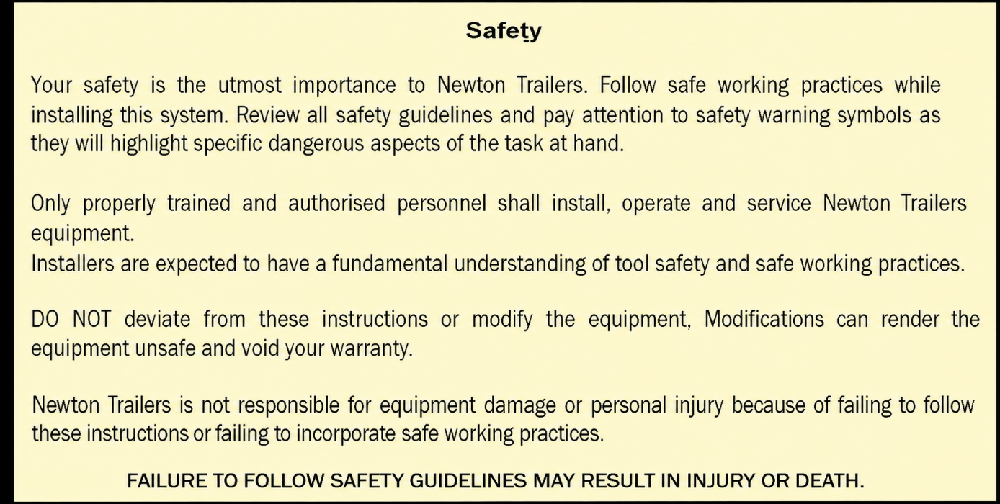 Safety
Your safety is the utmost importance to Newton Trailers. Follow safe working practices while
installing this system. Review all safety guidelines and pay attention to safety warning symbols as
they will highlight specific dangerous aspects of the task at hand.
Only properly trained and authorised personnel shall install, operate and service Newton Trailers
equipment.
Installers are expected to have a fundamental understanding of tool safety and safe working practices.
DO NOT deviate from these instructions or modify the equipment, Modifications can render the
equipment unsafe and void your warranty.
Newton Trailers is not responsible for equipment damage or personal injury because of failing to follow
these instructions or failing to incorporate safe working practices.
FAILURE TO FOLLOW SAFETY GUIDELINES MAY RESULT IN INJURY OR DEATH.